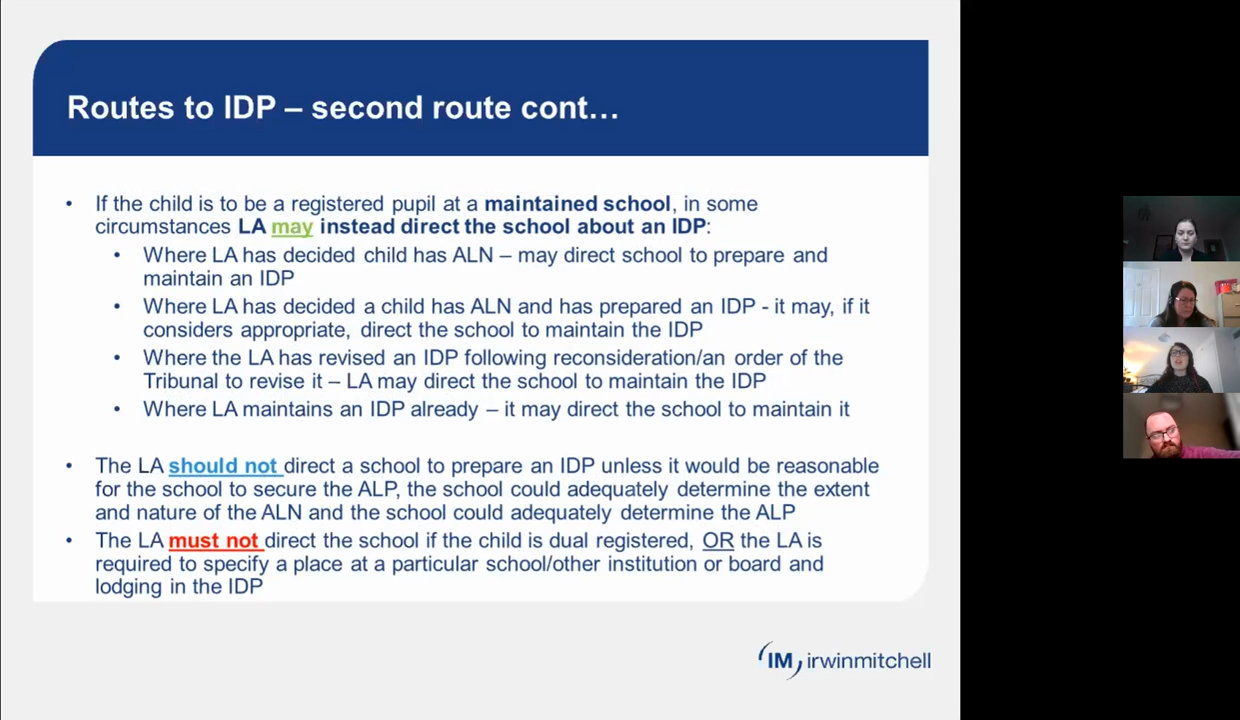 Routes to IDP – second route cont…
• If the child is to be a registered pupil at a maintained school, in some
circumstances LA may instead direct the school about an IDP:
• Where LA has decided child has ALN – may direct school to prepare and
maintain an IDP
• Where LA has decided a child has ALN and has prepared an IDP - it may, if it
considers appropriate, direct the school to maintain the IDP
• Where the LA has revised an IDP following reconsideration/an order of the
Tribunal to revise it – LA may direct the school to maintain the IDP
• Where LA maintains an IDP already – it may direct the school to maintain it
• The LA should not direct a school to prepare an IDP unless it would be reasonable
for the school to secure the ALP, the school could adequately determine the extent
and nature of the ALN and the school could adequately determine the ALP
• The LA must not direct the school if the child is dual registered, OR the LA is
required to specify a place at a particular school/other institution or board and
lodging in the IDP
IM irwinmitchell